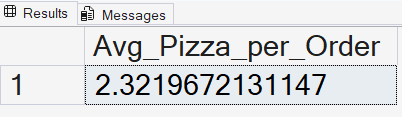 Results Messages
Avg_Pizza_per_Order
1 2.3219672131147